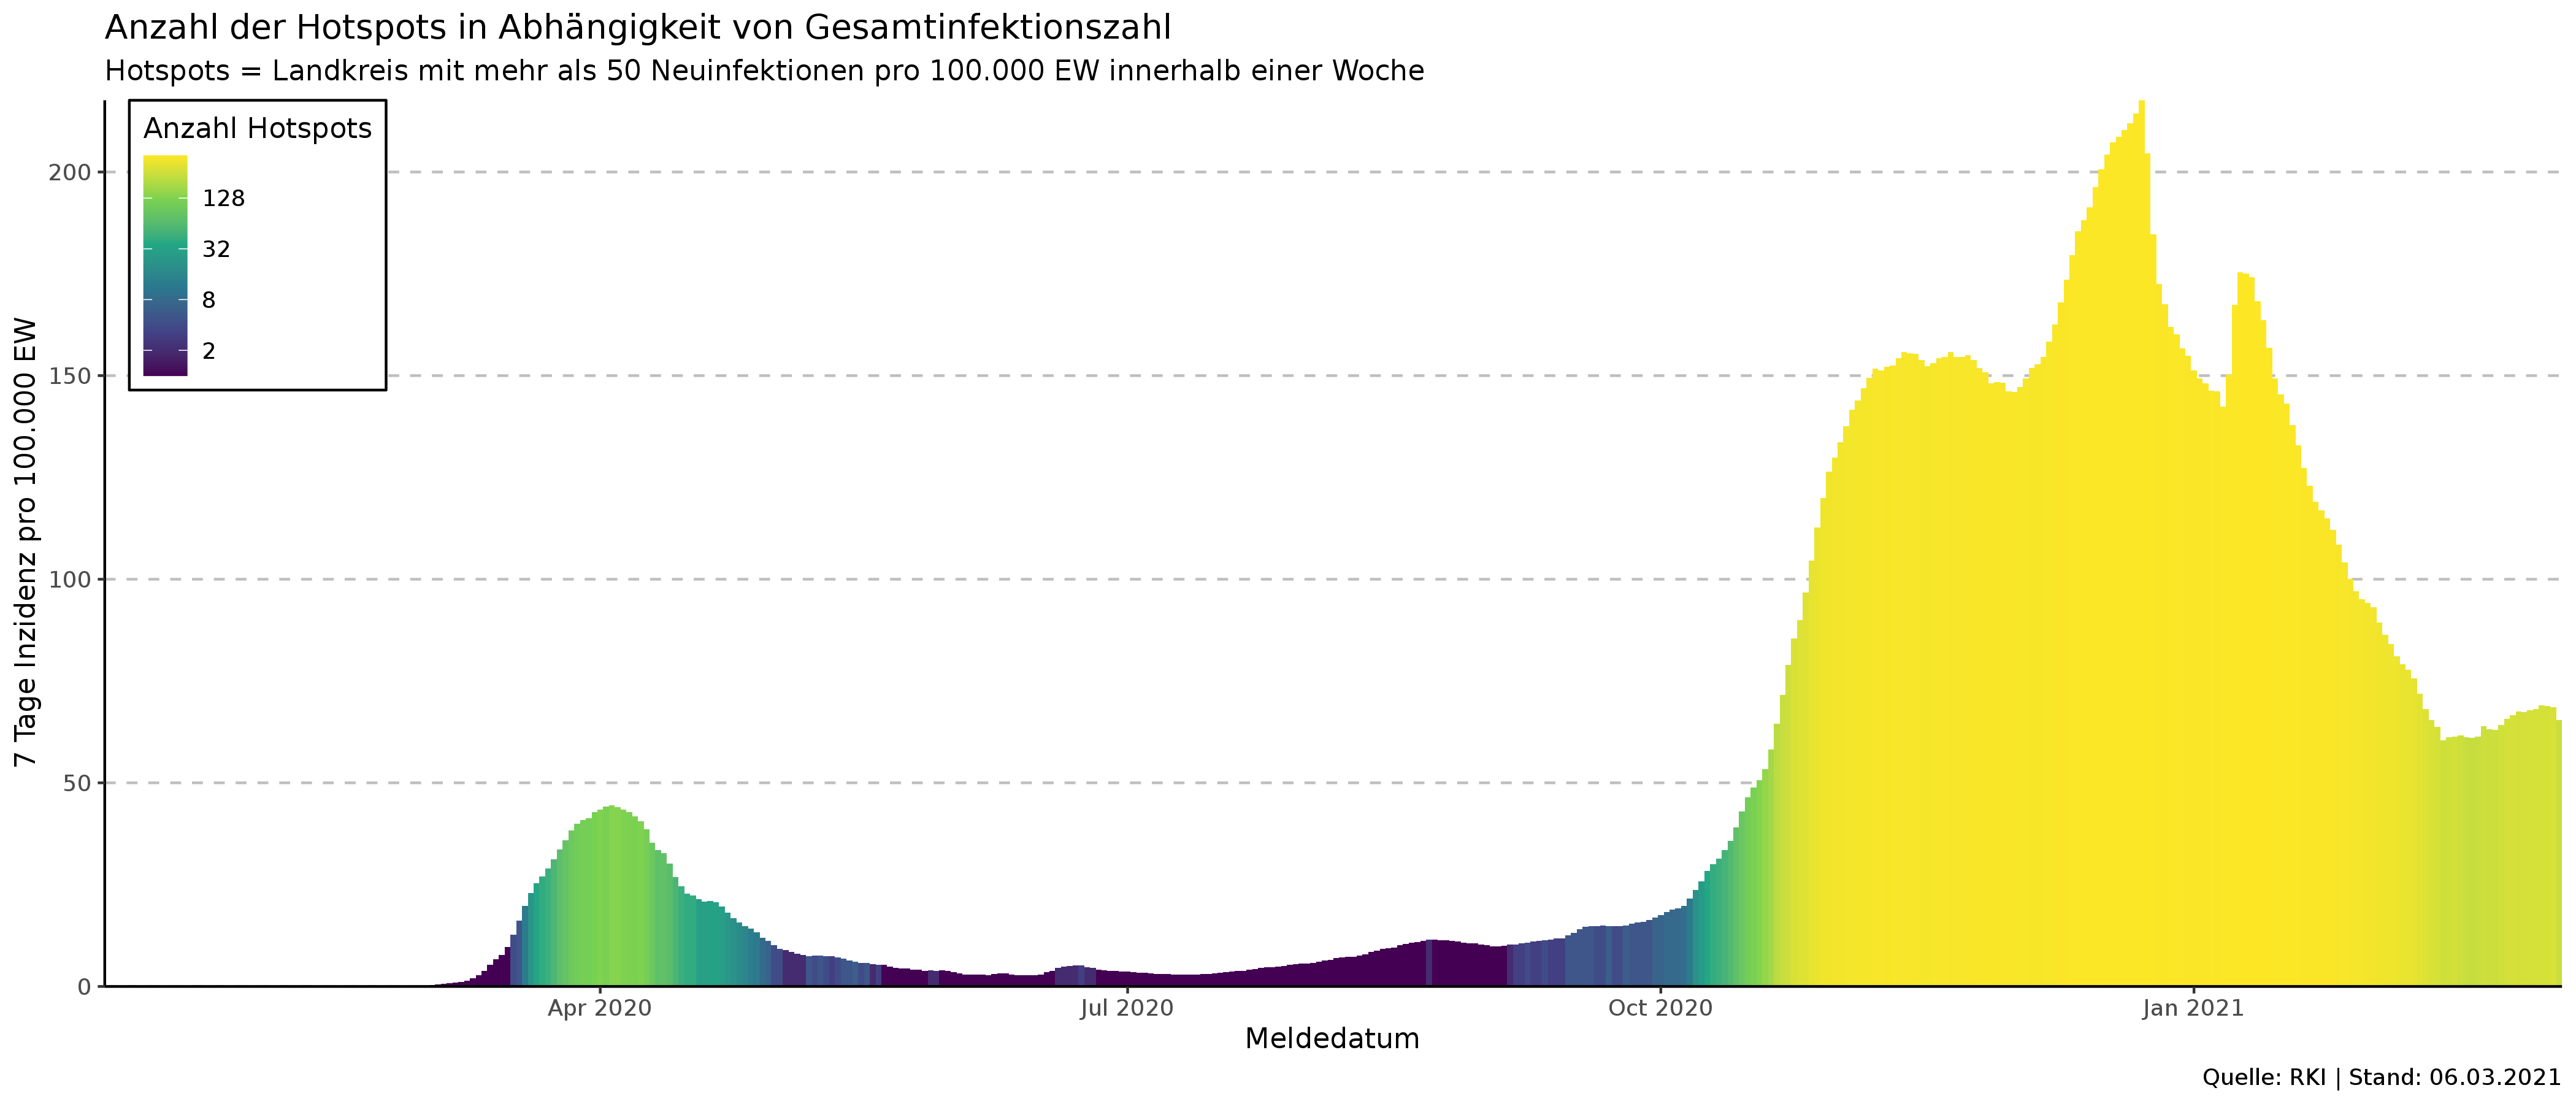 Anzahl der Hotspots in Abhängigkeit von Gesamtinfektionszahl
Hotspots = Landkreis mit mehr als 50 Neuinfektionen pro 100.000 EW innerhalb einer Woche
Anzahl Hotspots
128
32
8
2
7 Tage Inzidenz pro 100.000 EW
200
150
100
50
0
Apr 2020
Jul 2020
Oct 2020
Jan 2021
Meldedatum
Quelle: RKI | Stand: 06.03.2021